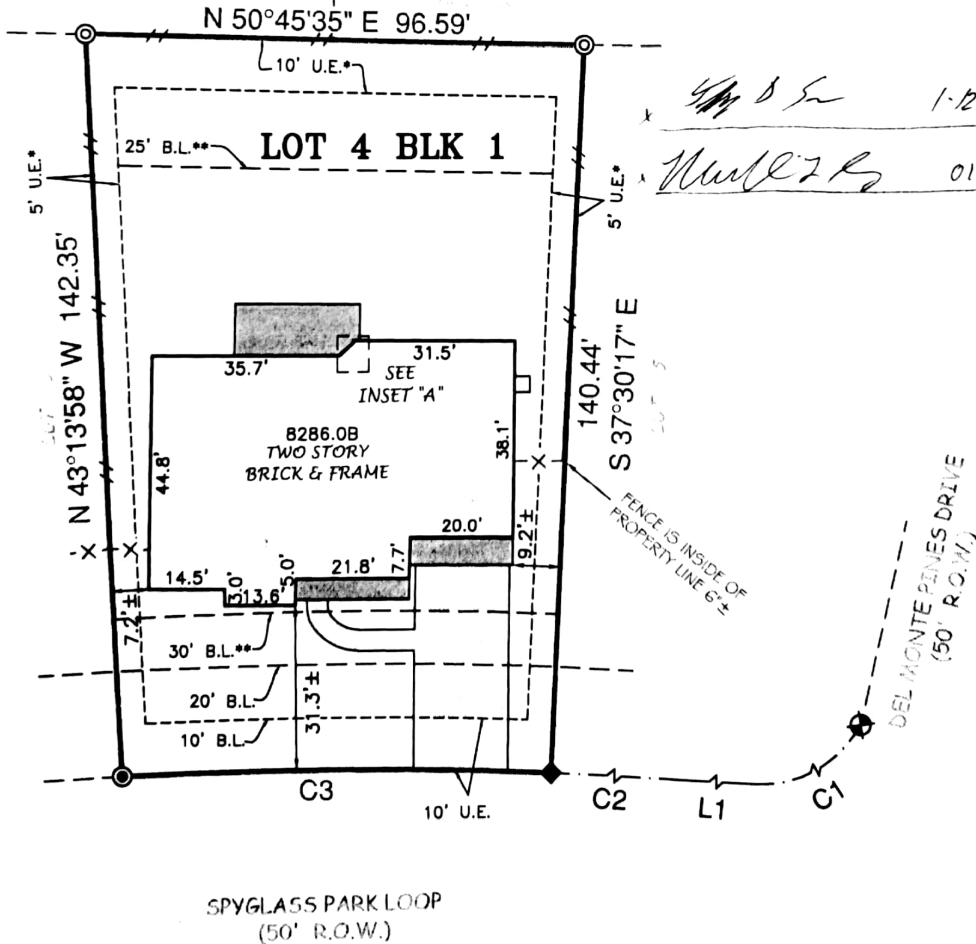 N 50°45'35" E 96.59'
10' U.E.*
25' B.L.**
LOT 4 BLK 1
1-12
01
5' U.E.*
5' U.E.*
N 43°13'58" W 142.35'
140.44'
S 37°30'17" E
35.7'
31.5'
SEE
INSET "A"
8286.0B
TWO STORY
BRICK & FRAME
44.8'
38.1'
FENCE IS INSIDE OF
PROPERTY LINE 6"±
DEL MONTE PINES DRIVE
(50' R.O.W.)
20.0'
9.2'±
7.7'
21.8'
5.0'
14.5'
3.0'
13.6'
7.2'±
30' B.L.**
20' B.L.
31.3'±
10' B.L.
C3
10' U.E.
C2
L1
C1
SPYGLASS PARK LOOP
(50' R.O.W.)